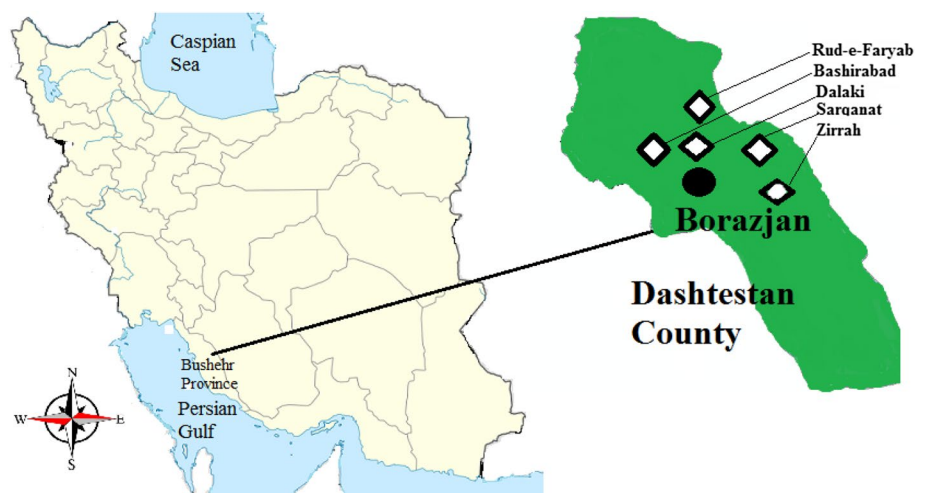 Caspian
Sea
Rud-e-Faryab
Bashirabad
Dalaki
Sarqanat
Zirrah
Borazjan
Dashtestan
County
Bushehr
Province
Persian
Gulf
N
W
E
S